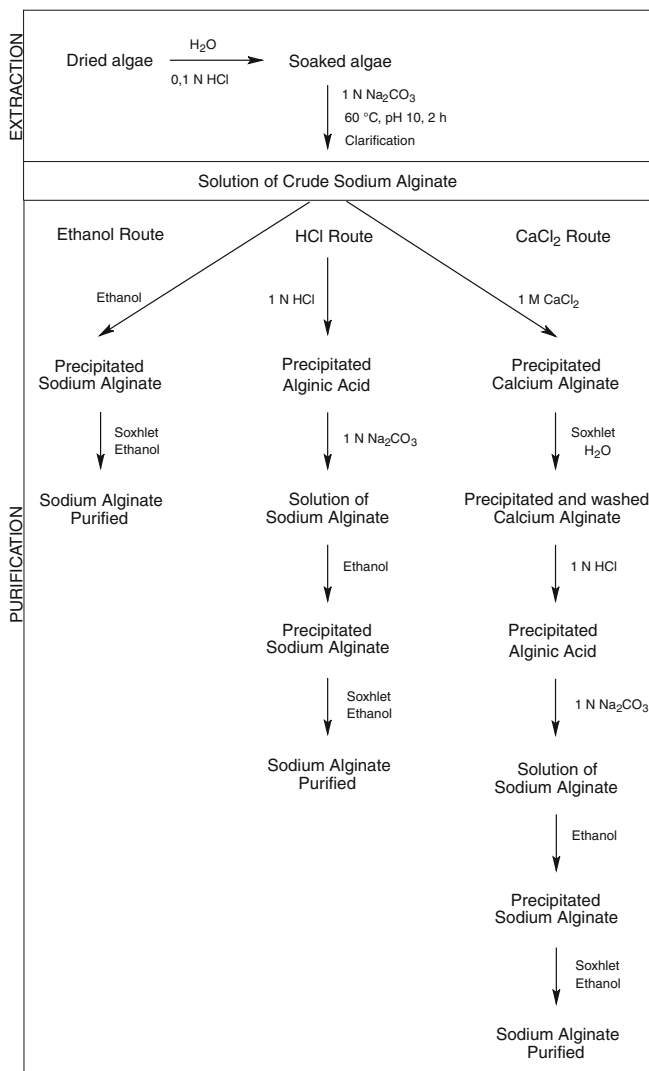 EXTRACTION
Dried algae
H₂O
0,1 N HCl
Soaked algae
1 N Na₂CO₃
60 °C, pH 10, 2 h
Clarification
Solution of Crude Sodium Alginate
PURIFICATION
Ethanol Route
Ethanol
Precipitated
Sodium Alginate
Soxhlet
Ethanol
Sodium Alginate
Purified
HCl Route
1 N HCl
Precipitated
Alginic Acid
1 N Na₂CO₃
Solution of
Sodium Alginate
Ethanol
Precipitated
Sodium Alginate
Soxhlet
Ethanol
Sodium Alginate
Purified
CaCl₂ Route
1 M CaCl₂
Precipitated
Calcium Alginate
Soxhlet
H₂O
Precipitated and washed
Calcium Alginate
1 N HCl
Precipitated
Alginic Acid
1 N Na₂CO₃
Solution of
Sodium Alginate
Ethanol
Precipitated
Sodium Alginate
Soxhlet
Ethanol
Sodium Alginate
Purified